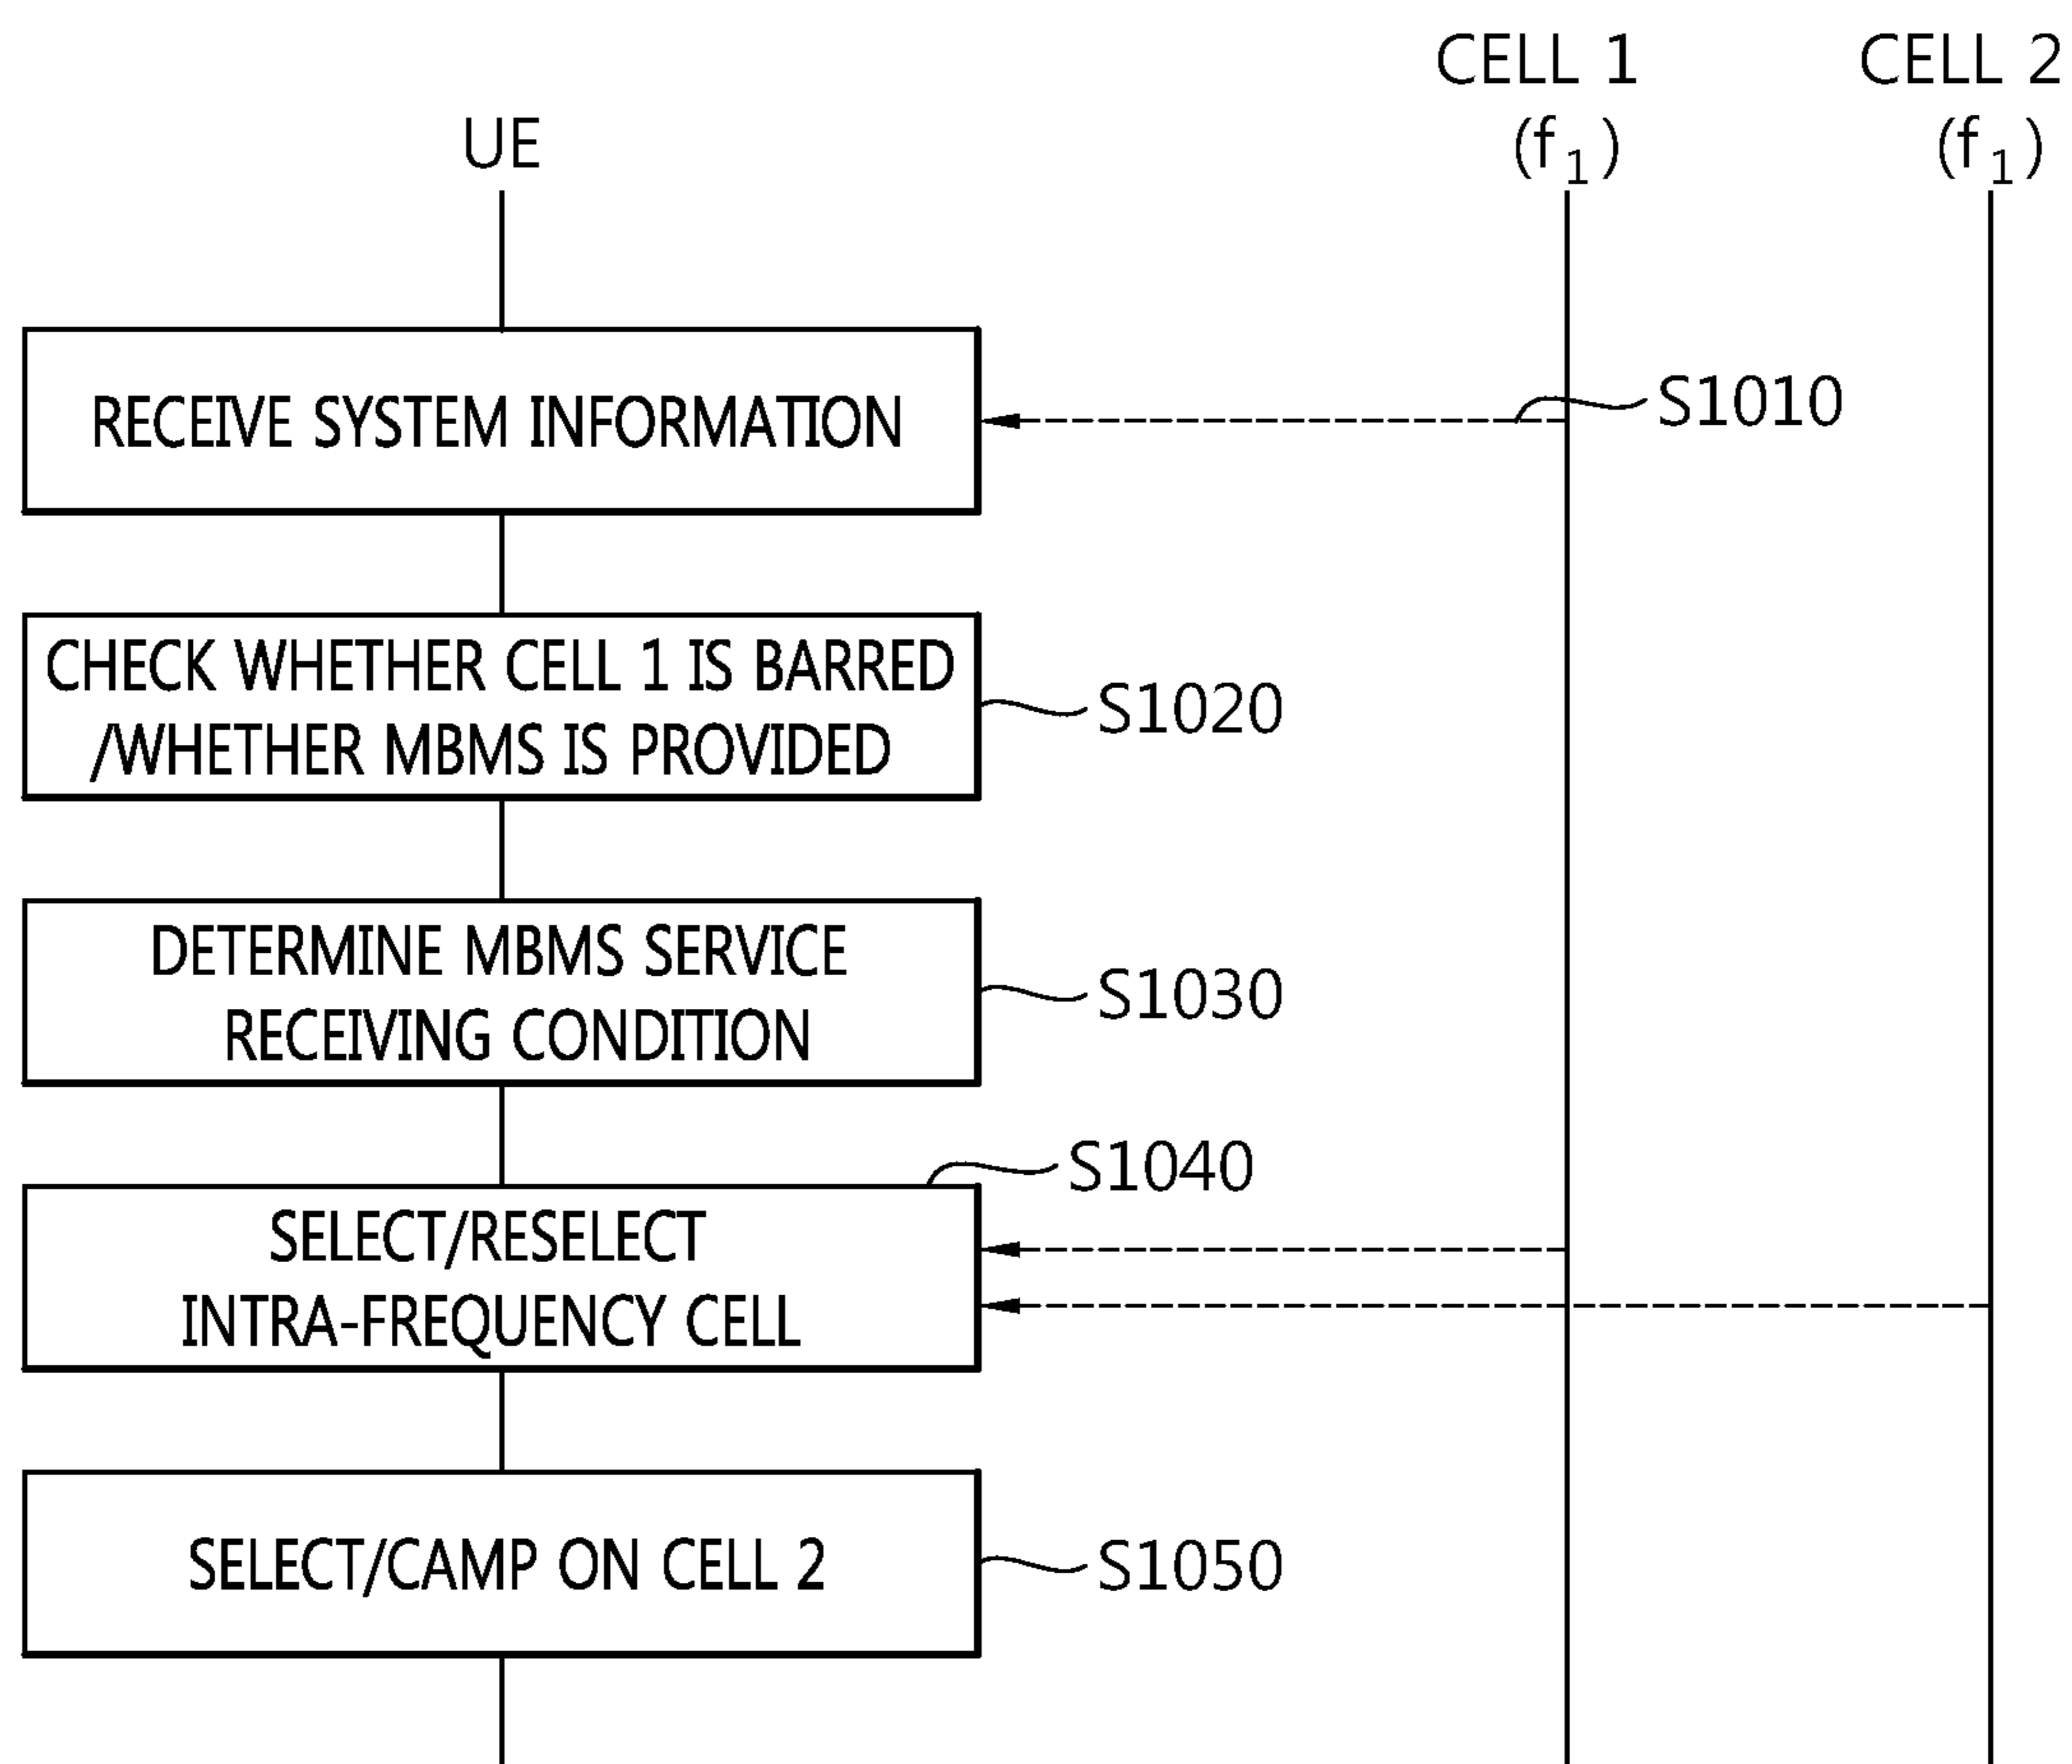 CELL 1
CELL 2
UE
(f1)
(f1)
RECEIVE SYSTEM INFORMATION
S1010
CHECK WHETHER CELL 1 IS BARRED
/WHETHER MBMS IS PROVIDED
S1020
DETERMINE MBMS SERVICE
RECEIVING CONDITION
S1030
S1040
SELECT/RESELECT
INTRA-FREQUENCY CELL
SELECT/CAMP ON CELL 2
S1050